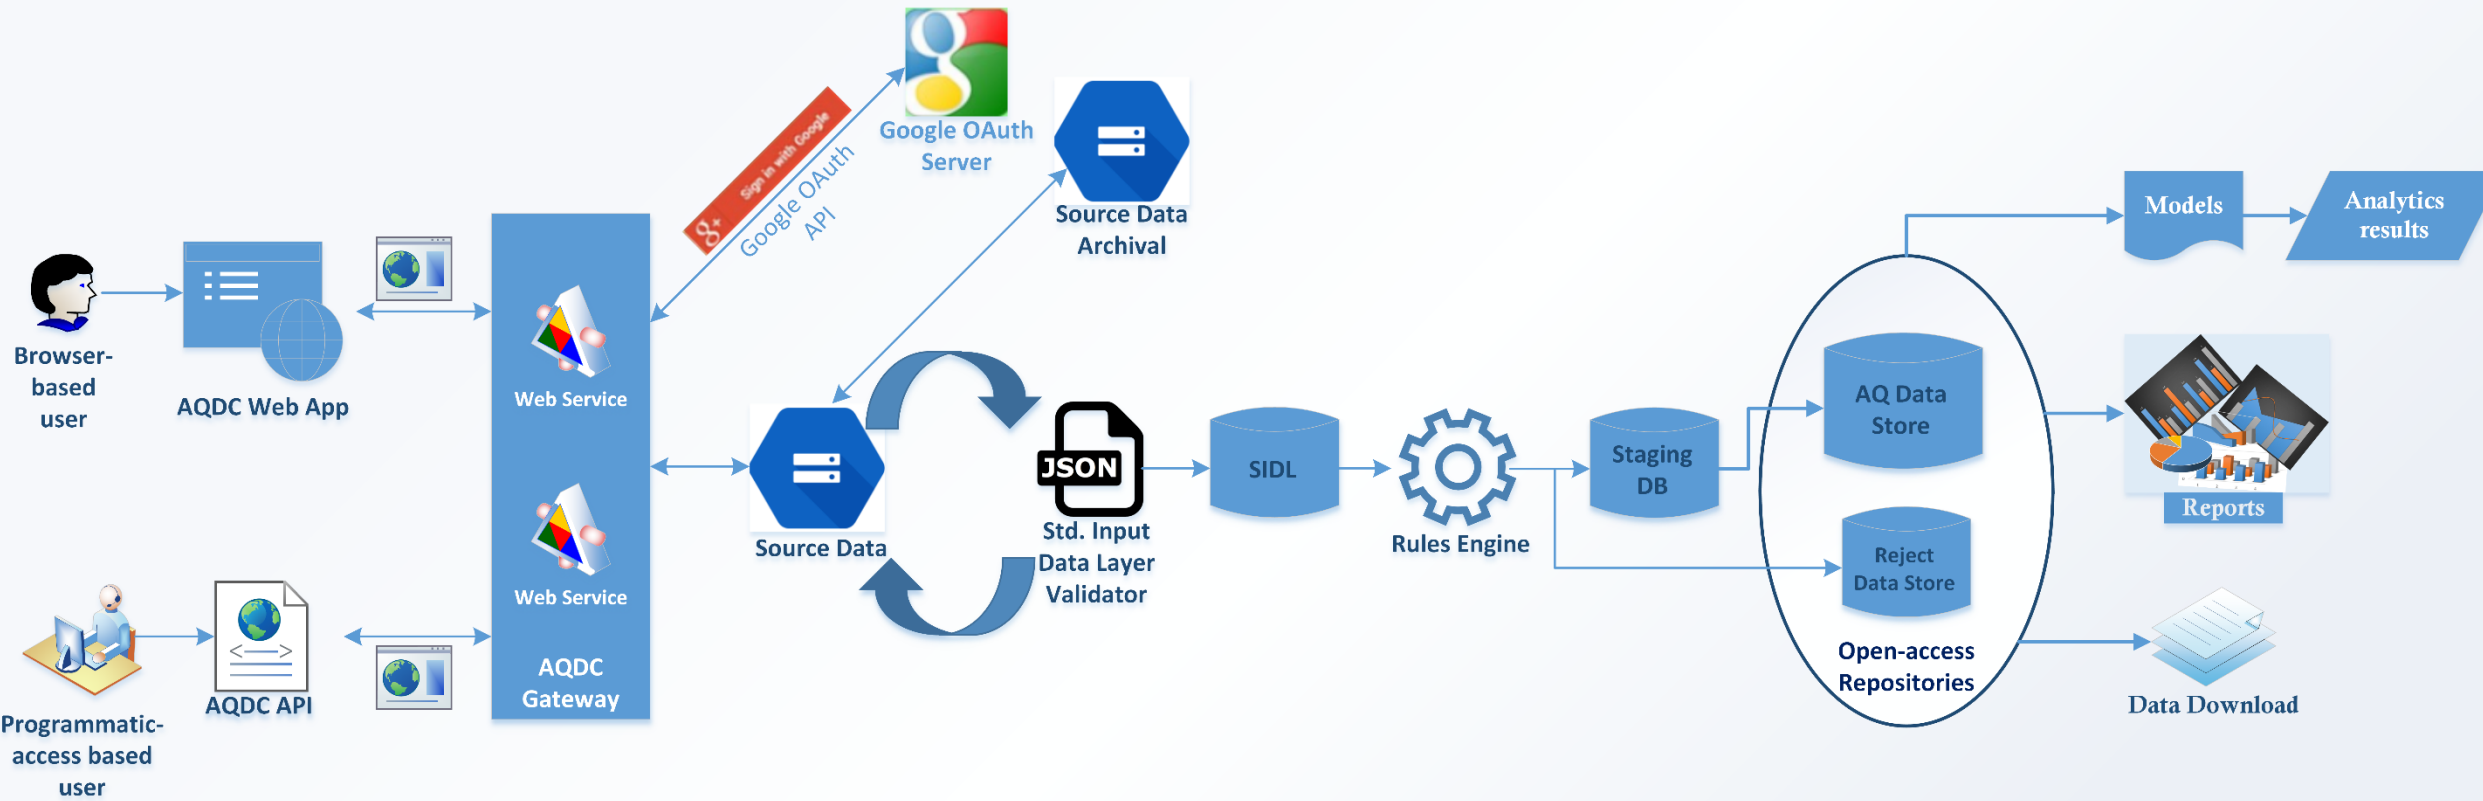 Browser-
based
user
AQDC Web App
Programmatic-
access based
user
AQDC API
Web Service
Web Service
AQDC
Gateway
g+ Sign in with Google
Google OAuth
API
g
Google OAuth
Server
Source Data
Archival
Source Data
JSON
Std. Input
Data Layer
Validator
SIDL
Rules Engine
Staging
DB
AQ Data
Store
Reject
Data Store
Open-access
Repositories
Models
Analytics
results
Reports
Data Download